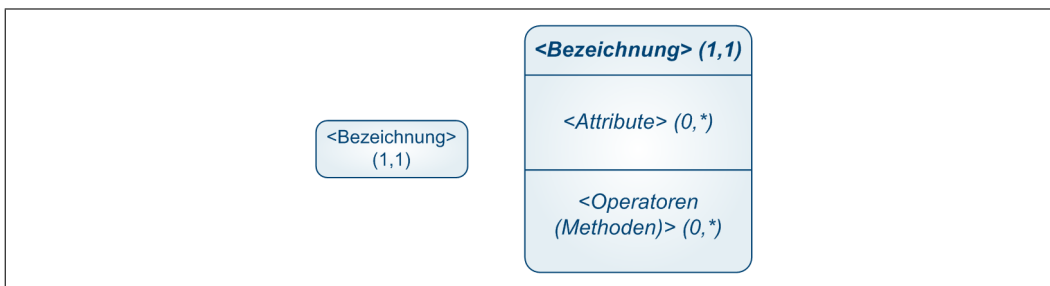 <Bezeichnung>
(1,1)
<Bezeichnung> (1,1)
<Attribute> (0,*)
<Operatoren
(Methoden)> (0,*)